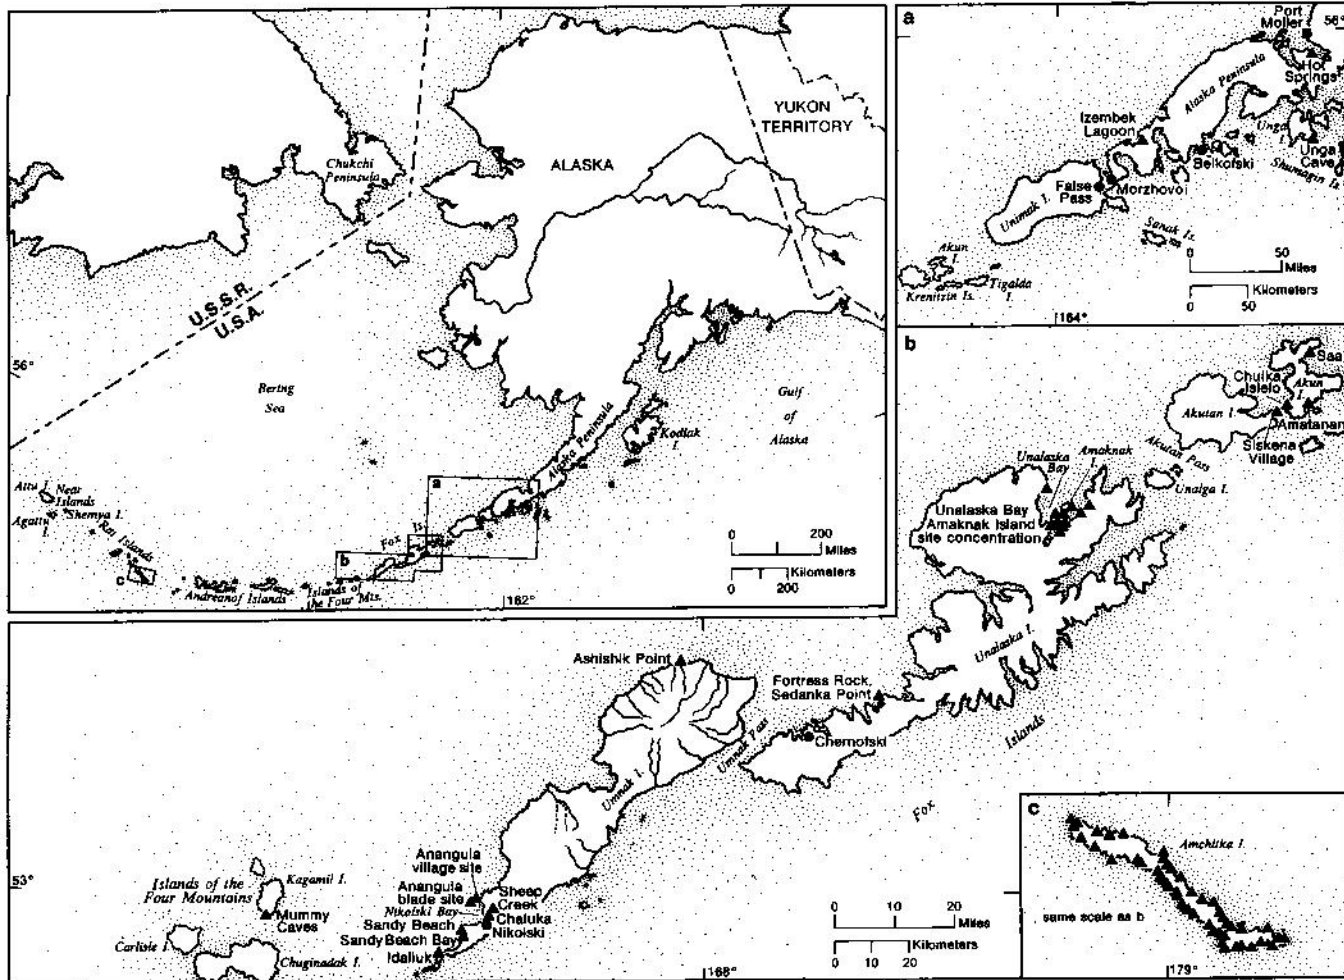 Chukchi
Peninsula
ALASKA
YUKON
TERRITORY
U.S.S.R.
U.S.A.
56°
Bering
Sea
Gulf
of
Alaska
Alaska Peninsula
Kodiak
I.
Attu I.
Near
Islands
Shemya I.
Agattu
I.
Rat Islands
c
Andreanof Islands
Islands of
the Four Mts.
Fox Is.
a
b
0 200
Miles
Kilometers
0 200
162°
a
Port
Moller
56°
Hot
Springs
Alaska Peninsula
Izembek
Lagoon
Unga
I.
Unga
Cave
Shumagin Is.
Belkofski
Morzhovoi
False
Pass
Unimak I.
Sanak Is.
Akun
I.
Krenitzin Is.
Tigalda
I.
0 50
Miles
Kilometers
0 50
164°
b
Saa
Chulka
Islelo
Akun
I.
Akutan I.
Amatanan
Siskena
Village
Akutan Pass
Unalga I.
Unalaska
Bay
Amaknak
I.
Unalaska Bay
Amaknak Island
site concentration
Unalaska I.
Ashishik Point
Fortress Rock,
Sedanka Point
Chernofski
Umnak Pass
Umnak I.
Fox
Islands
53°
Anangula
village site
Anangula
blade site
Nikolski Bay
Sheep
Creek
Chaluka
Nikolski
Sandy Beach
Sandy Beach Bay
Idaliuk
Islands of the
Four Mountains
Kagamil I.
Mummy
Caves
Carlisle I.
Chuginadak I.
168°
0 10 20
Miles
Kilometers
0 10 20
c
Amchitka I.
same scale as b
179°